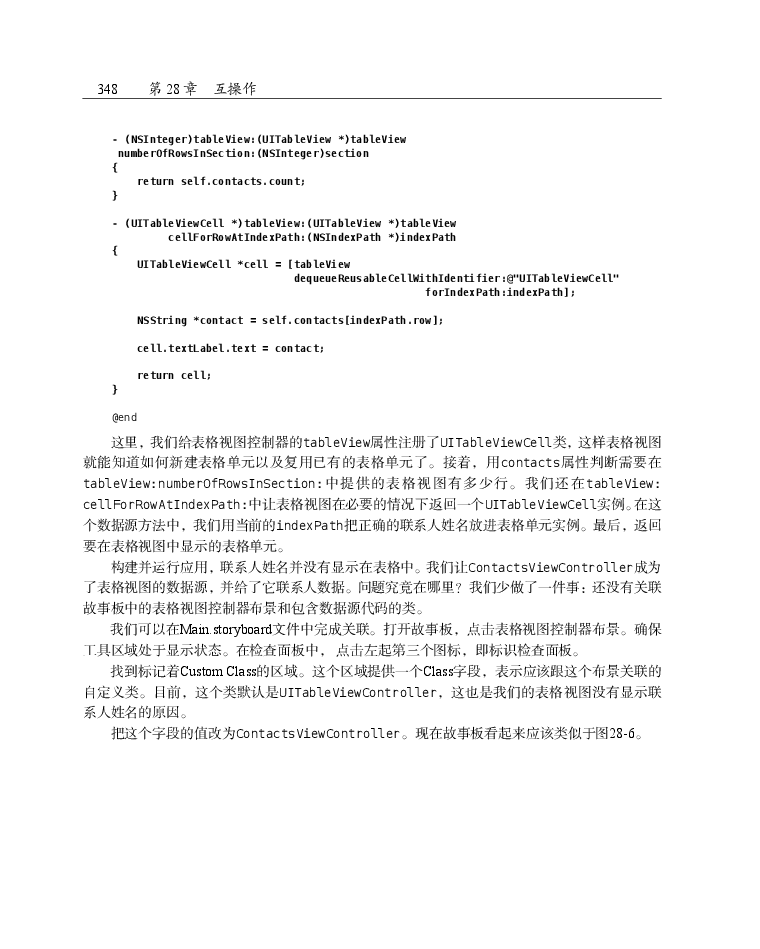 348 第 28 章 互操作
- (NSInteger)tableView:(UITableView *)tableView
numberOfRowsInSection:(NSInteger)section
{
return self.contacts.count;
}
- (UITableViewCell *)tableView:(UITableView *)tableView
cellForRowAtIndexPath:(NSIndexPath *)indexPath
{
UITableViewCell *cell = [tableView
dequeueReusableCellWithIdentifier:@"UITableViewCell"
forIndexPath:indexPath];
NSString *contact = self.contacts[indexPath.row];
cell.textLabel.text = contact;
return cell;
}
@end
这里，我们给表格视图控制器的tableView属性注册了UITableViewCell类，这样表格视图
就能知道如何新建表格单元以及复用已有的表格单元了。接着，用contacts属性判断需要在
tableView:numberOfRowsInSection:中提供的表格视图有多少行。我们还在tableView:
cellForRowAtIndexPath:中让表格视图在必要的情况下返回一个UITableViewCell实例。在这
个数据源方法中，我们用当前的indexPath把正确的联系人姓名放进表格单元实例。最后，返回
要在表格视图中显示的表格单元。
构建并运行应用，联系人姓名并没有显示在表格中。我们让ContactsViewController成为
了表格视图的数据源，并给了它联系人数据。问题究竟在哪里？我们少做了一件事：还没有关联
故事板中的表格视图控制器布景和包含数据源代码的类。
我们可以在Main.storyboard文件中完成关联。打开故事板，点击表格视图控制器布景。确保
工具区域处于显示状态。在检查面板中，点击左起第三个图标，即标识检查面板。
找到标记着Custom Class的区域。这个区域提供一个Class字段，表示应该跟这个布景关联的
自定义类。目前，这个类默认是UITableViewController，这也是我们的表格视图没有显示联
系人姓名的原因。
把这个字段的值改为ContactsViewController。现在故事板看起来应该类似于图28-6。